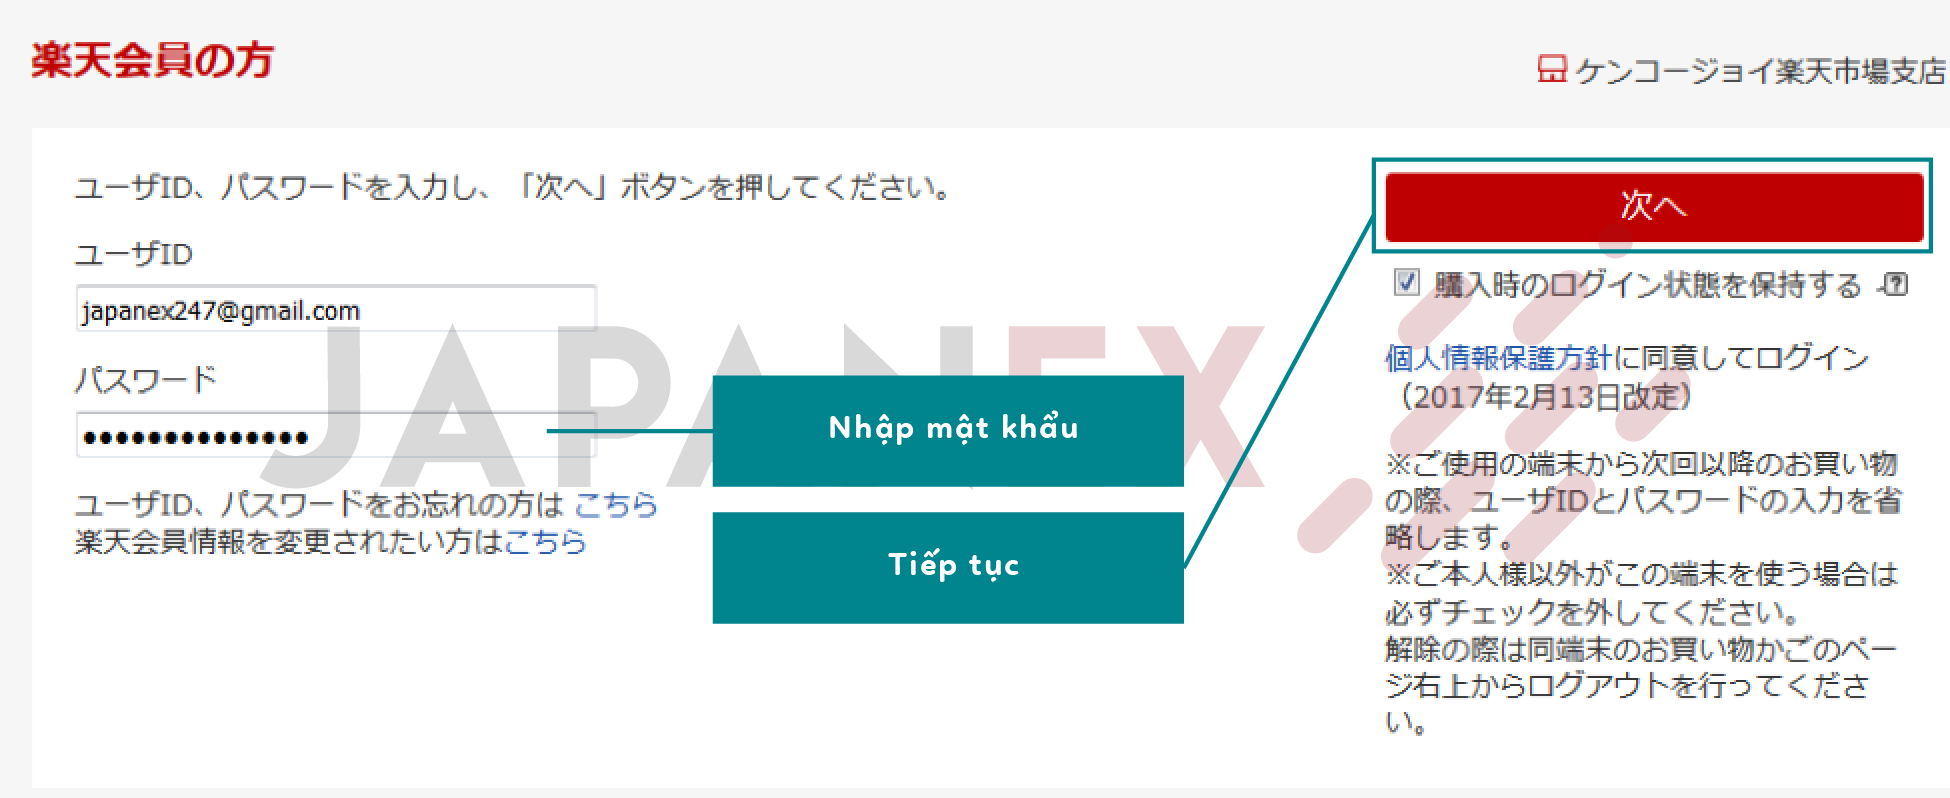 楽天会員の方
ケンコージョイ楽天市場支店
ユーザID、パスワードを入力し、「次へ」ボタンを押してください。
ユーザID
japanex247@gmail.com
パスワード
••••••••••••••
ユーザID、パスワードをお忘れの方は こちら
楽天会員情報を変更されたい方はこちら
JAPANEX
Nhập mật khẩu
Tiếp tục
次へ
購入時のログイン状態を保持する
個人情報保護方針に同意してログイン
（2017年2月13日改定）
※ご使用の端末から次回以降のお買い物
の際、ユーザIDとパスワードの入力を省
略します。
※ご本人様以外がこの端末を使う場合は
必ずチェックを外してください。
解除の際は同端末のお買い物かごのペー
ジ右上からログアウトを行ってくださ
い。